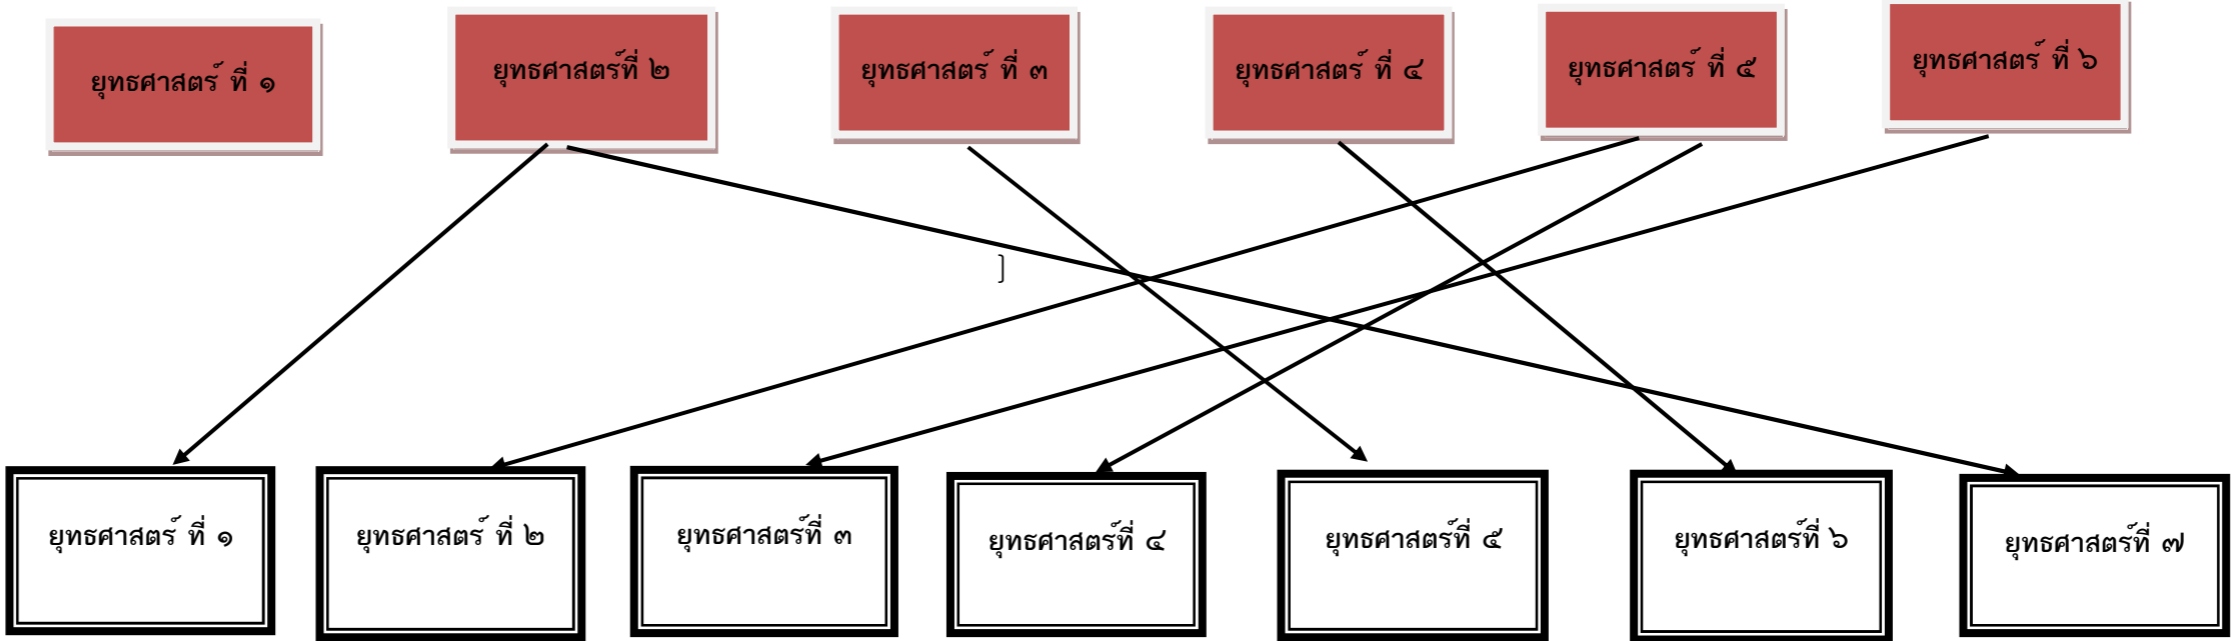 ยุทธศาสตร์ ที่ ๑
ยุทธศาสตร์ที่ ๒
ยุทธศาสตร์ ที่ ๓
ยุทธศาสตร์ ที่ ๔
ยุทธศาสตร์ ที่ ๕
ยุทธศาสตร์ ที่ ๖
]
ยุทธศาสตร์ ที่ ๑
ยุทธศาสตร์ ที่ ๒
ยุทธศาสตร์ที่ ๓
ยุทธศาสตร์ที่ ๔
ยุทธศาสตร์ที่ ๕
ยุทธศาสตร์ที่ ๖
ยุทธศาสตร์ที่ ๗